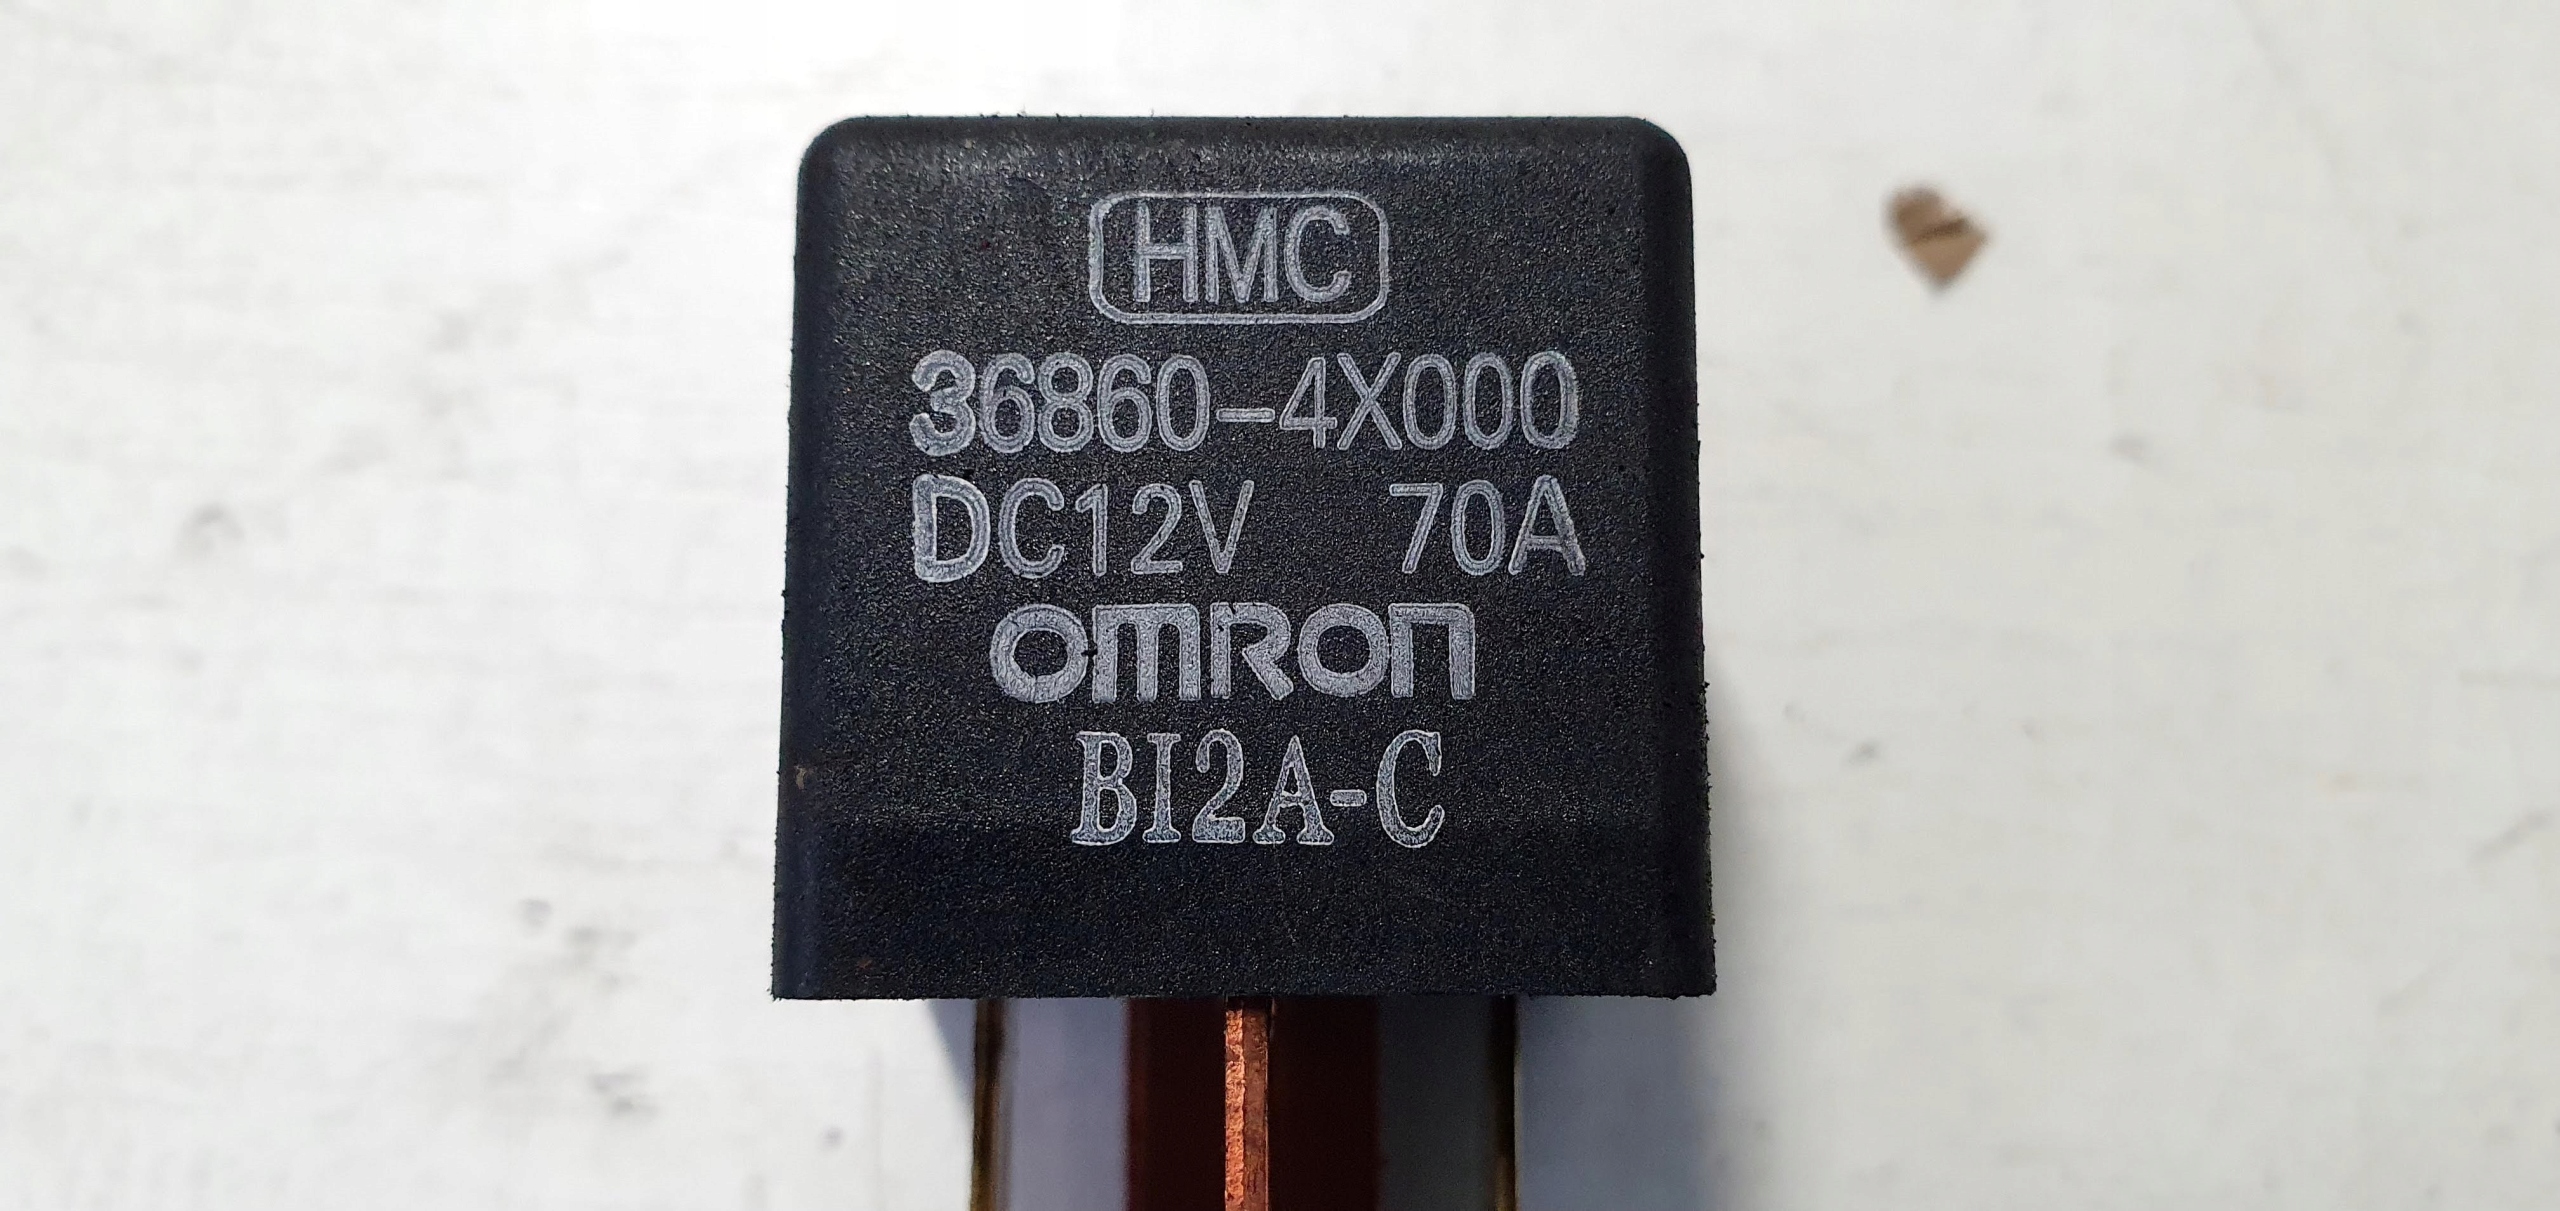 HMC
36860-4X000
DC12V 70A
omron
BI2A-C